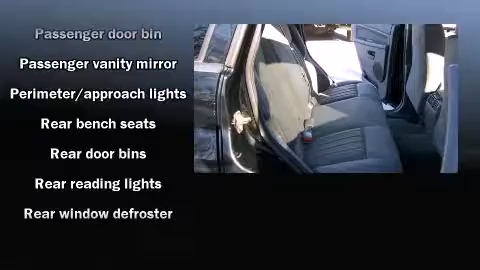 Passenger door bin
Passenger vanity mirror
Perimeter/approach lights
Rear bench seats
Rear door bins
Rear reading lights
Rear window defroster